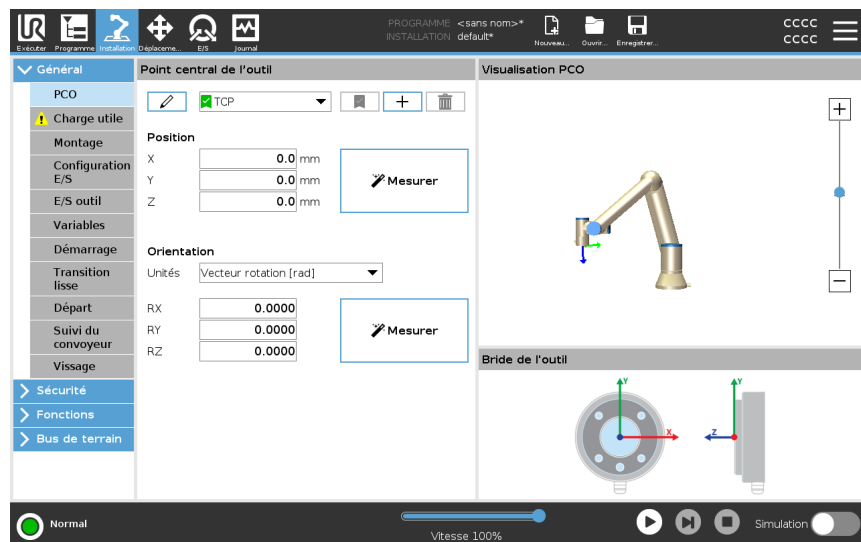 PROGRAMME <sans nom>*
INSTALLATION default*
CCCC
CCCC
Exécuter Programme Installation Déplaceme... E/S Journal Nouveau... Ouvrir... Enregistrer...
Général
PCO
Charge utile
Montage
Configuration
E/S
E/S outil
Variables
Démarrage
Transition
lisse
Départ
Suivi du
convoyeur
Vissage
Sécurité
Fonctions
Bus de terrain
Point central de l'outil
TCP
Position
X 0.0 mm
Y 0.0 mm
Z 0.0 mm
Mesurer
Orientation
Unités Vecteur rotation [rad]
RX 0.0000
RY 0.0000
RZ 0.0000
Mesurer
Visualisation PCO
Bride de l'outil
Y
X
Y
Z
Normal
Vitesse 100%
Simulation